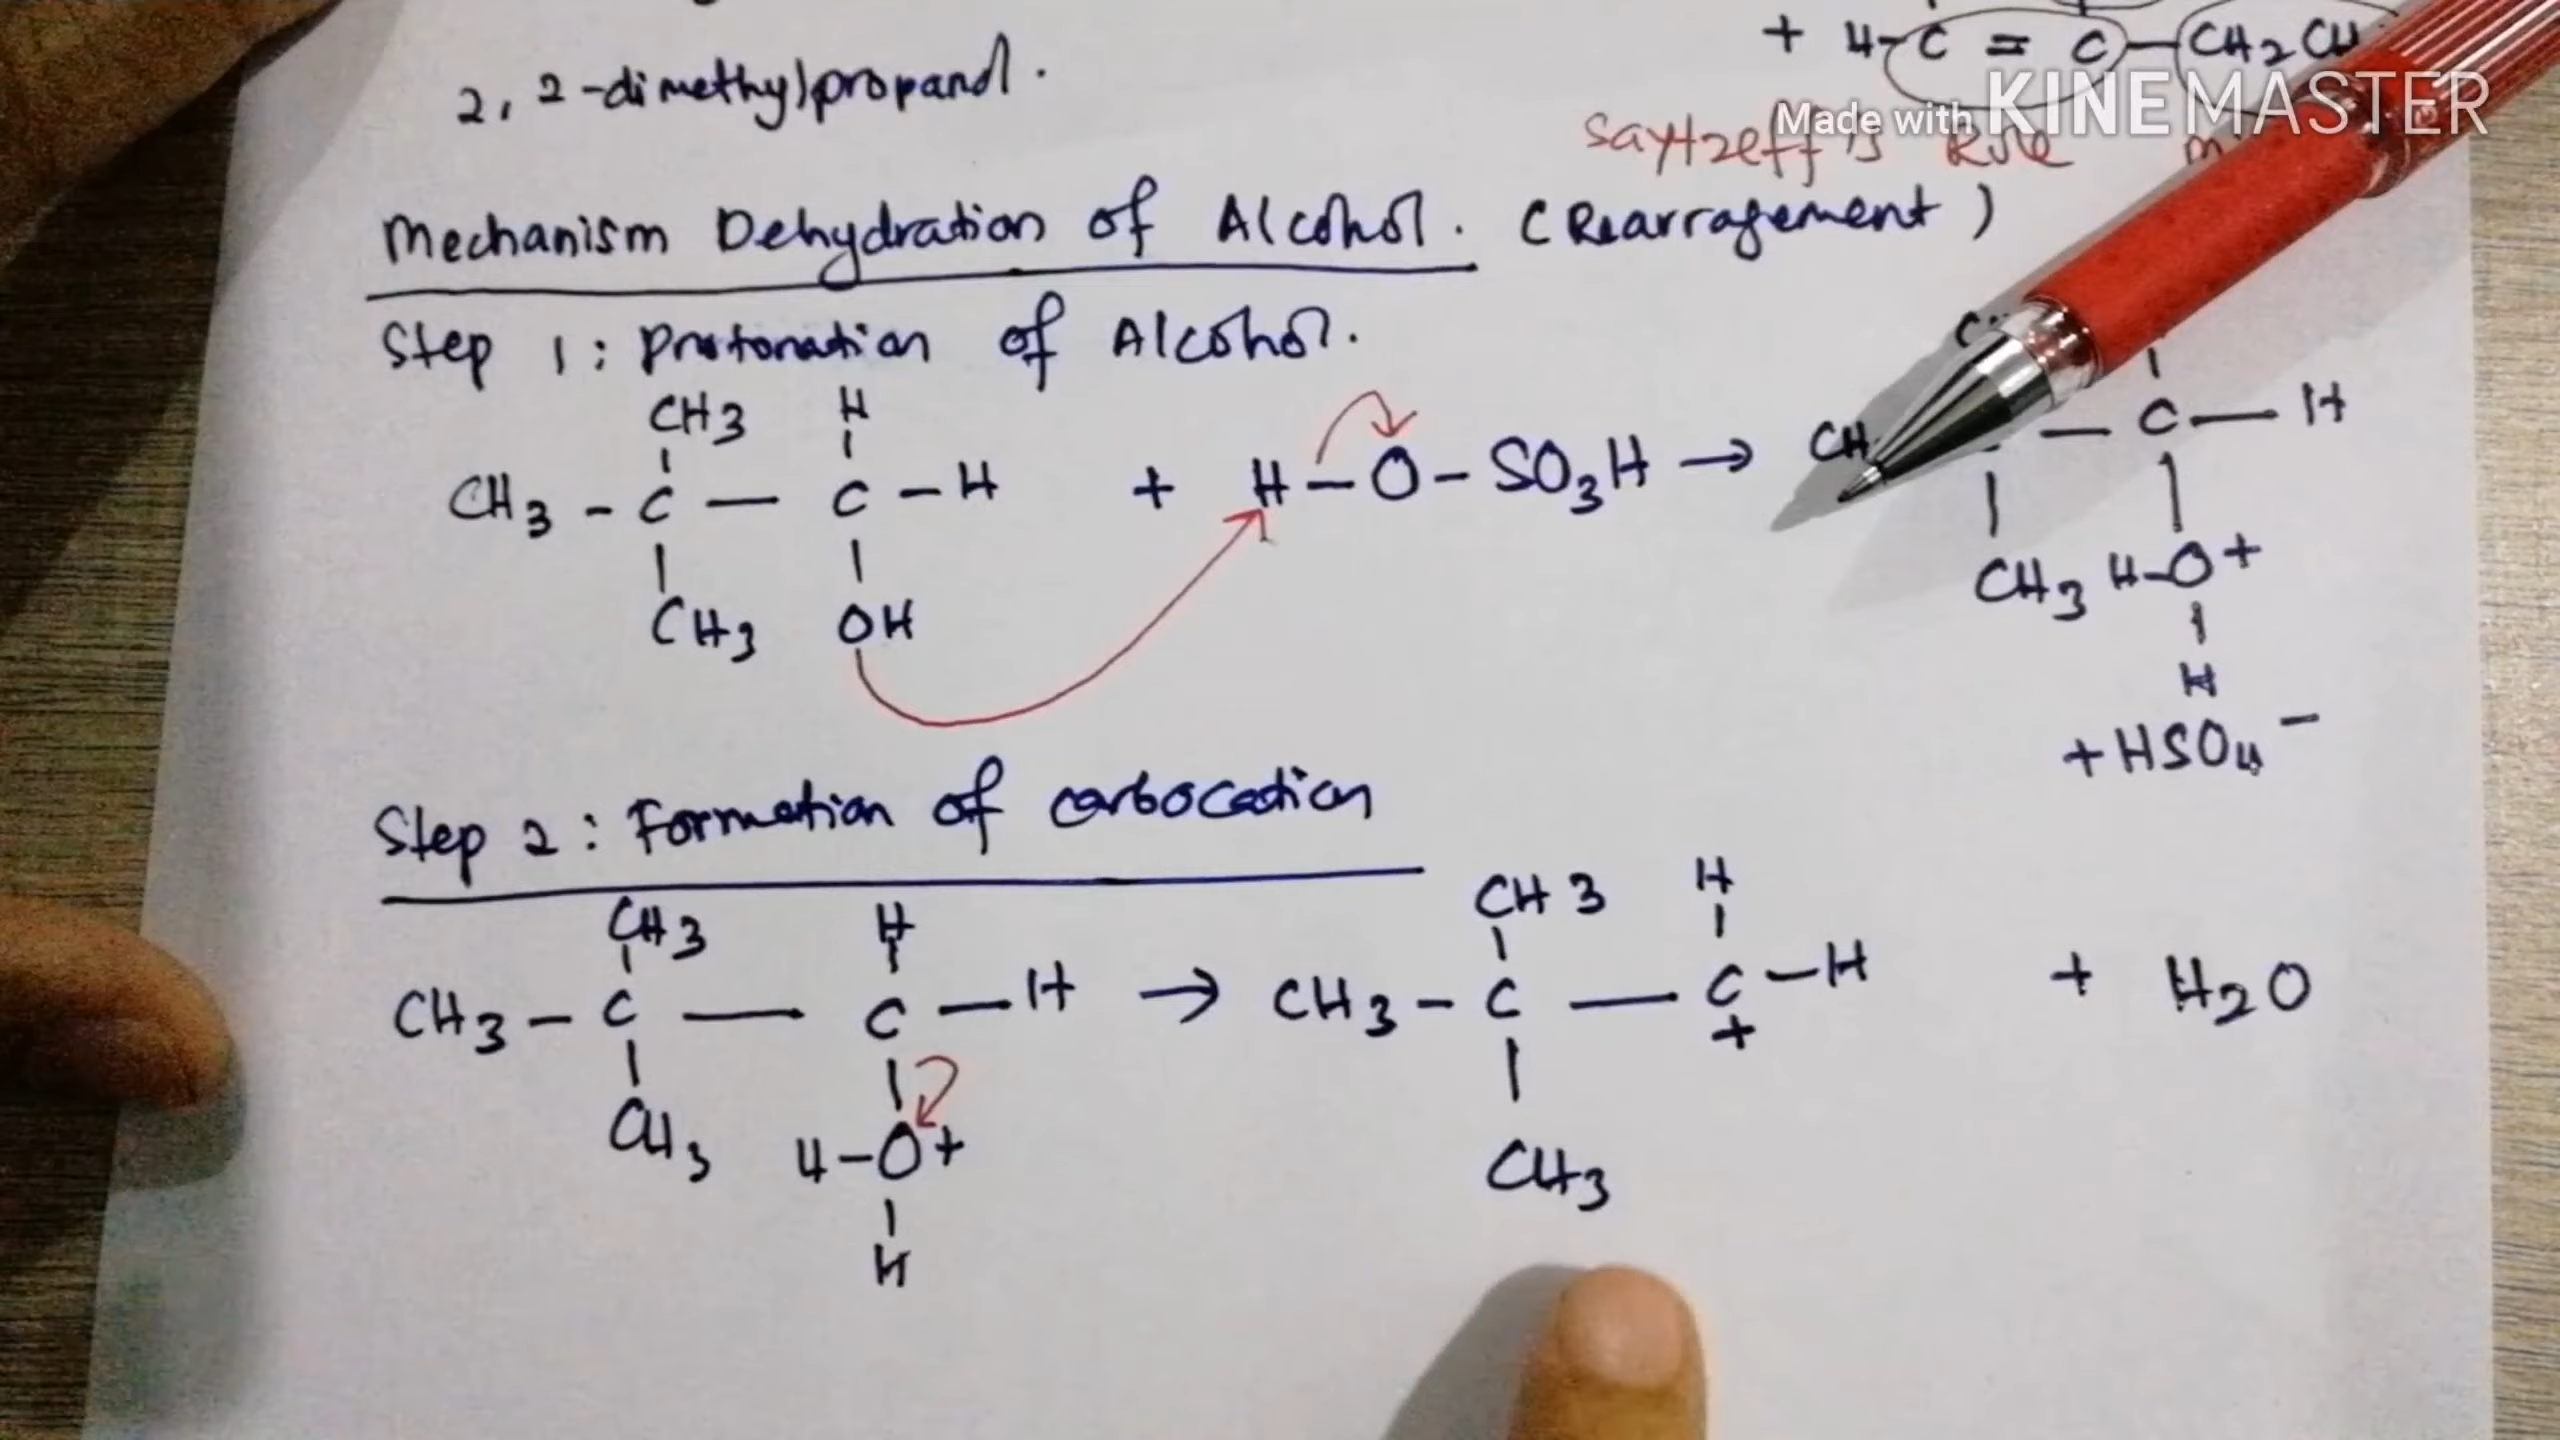 + H-C = C-CH2CH
2,2-dimethylpropanol.
Made with KINEMASTER
Saytzeff's Rule
Mechanism Dehydration of Alcohol. (Rearragement)
Step 1: Protonation of Alcohol.
CH3 H
CH3 - C — C - H + H - O - SO3H → CH — C — H
CH3 OH CH3 H-O+
H
+ HSO4 -
Step 2: Formation of carbocation
CH3 H CH3 H
CH3 - C — C - H → CH3 - C — C - H + H2O
+
CH3 H-O+ CH3
H